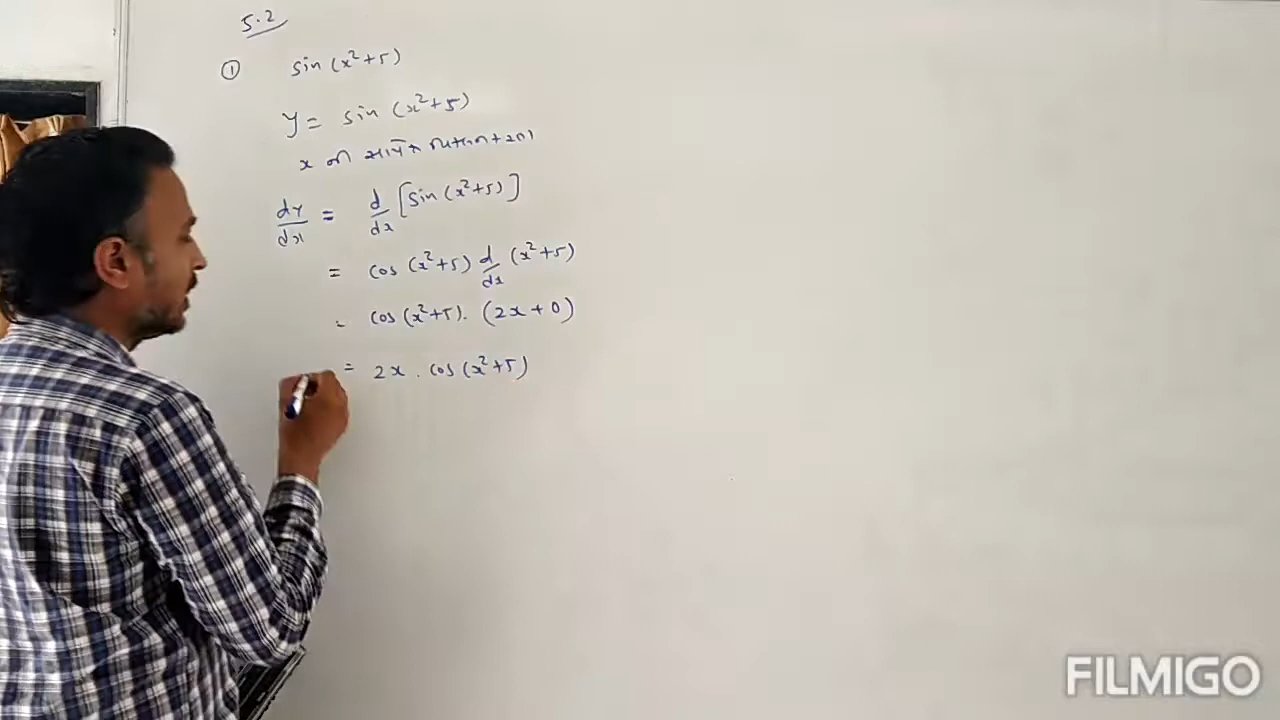 5.2
① sin (x²+5)
y = sin (x²+5)
x ના સાપેક્ષ
dy/dx = d/dx [sin (x²+5)]
= cos (x²+5) d/dx (x²+5)
= cos (x²+5). (2x + 0)
= 2x . cos (x²+5)
FILMIGO